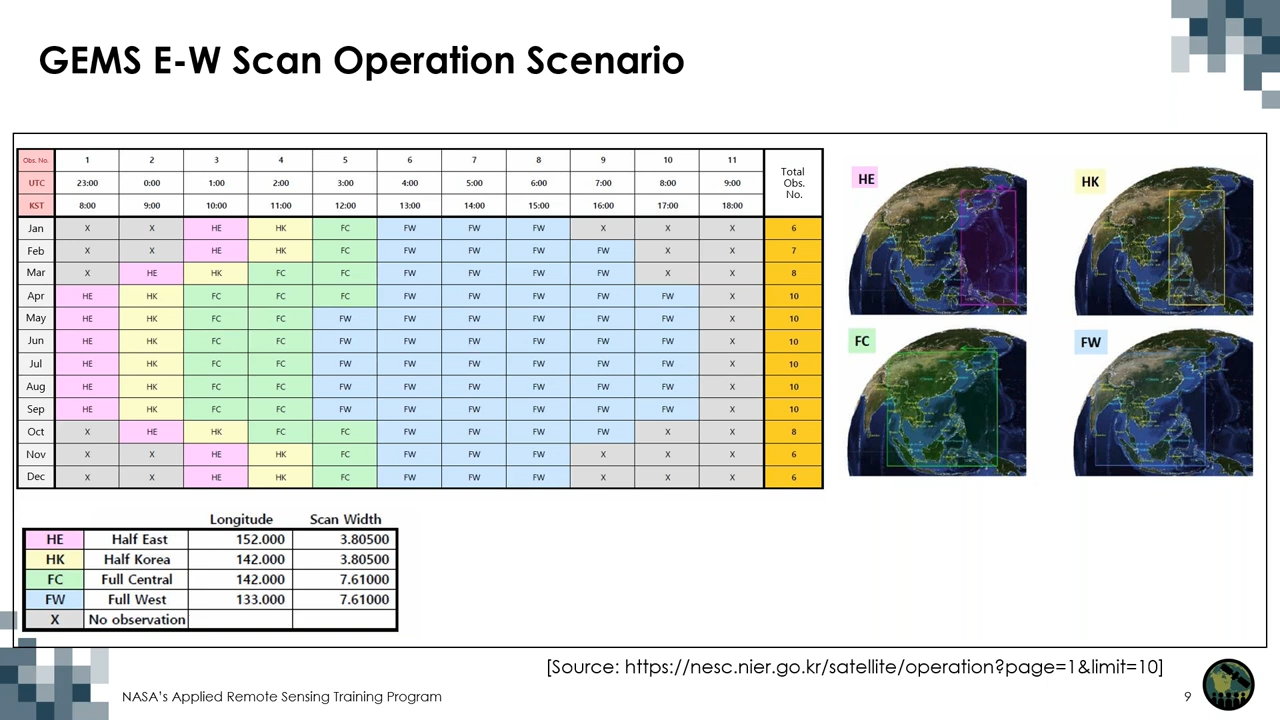 GEMS E-W Scan Operation Scenario
Obs. No. 1 2 3 4 5 6 7 8 9 10 11 Total Obs. No.
UTC 23:00 0:00 1:00 2:00 3:00 4:00 5:00 6:00 7:00 8:00 9:00
KST 8:00 9:00 10:00 11:00 12:00 13:00 14:00 15:00 16:00 17:00 18:00
Jan X X HE HK FC FW FW FW X X X 6
Feb X X HE HK FC FW FW FW FW X X 7
Mar X HE HK FC FC FW FW FW FW X X 8
Apr HE HK FC FC FC FW FW FW FW FW X 10
May HE HK FC FC FW FW FW FW FW FW X 10
Jun HE HK FC FC FW FW FW FW FW FW X 10
Jul HE HK FC FC FW FW FW FW FW FW X 10
Aug HE HK FC FC FW FW FW FW FW FW X 10
Sep HE HK FC FC FW FW FW FW FW FW X 10
Oct X HE HK FC FC FW FW FW FW X X 8
Nov X X HE HK FC FW FW FW X X X 6
Dec X X HE HK FC FW FW FW X X X 6
HE
HK
FC
FW
Longitude Scan Width
HE Half East 152.000 3.80500
HK Half Korea 142.000 3.80500
FC Full Central 142.000 7.61000
FW Full West 133.000 7.61000
X No observation
[Source: https://nesc.nier.go.kr/satellite/operation?page=1&limit=10]
NASA's Applied Remote Sensing Training Program
9